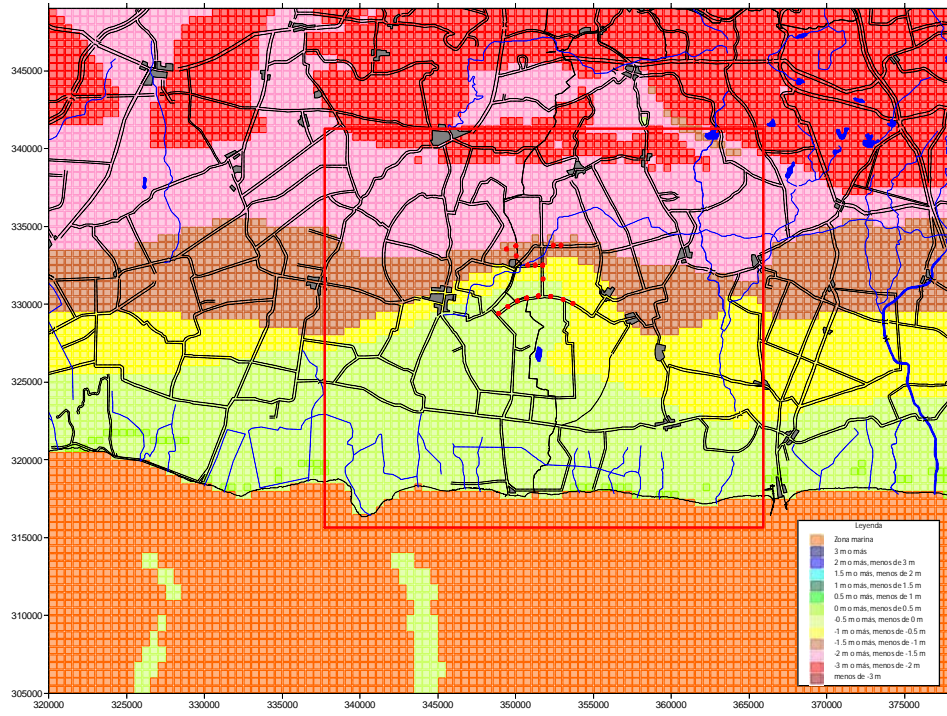 345000
340000
335000
330000
325000
320000
315000
310000
305000
320000 325000 330000 335000 340000 345000 350000 355000 360000 365000 370000 375000
Leyenda
Zona marina
3 m o más
2 m o más, menos de 3 m
1.5 m o más, menos de 2 m
1 m o más, menos de 1.5 m
0.5 m o más, menos de 1 m
0 m o más, menos de 0.5 m
-0.5 m o más, menos de 0 m
-1 m o más, menos de -0.5 m
-1.5 m o más, menos de -1 m
-2 m o más, menos de -1.5 m
-3 m o más, menos de -2 m
menos de -3 m